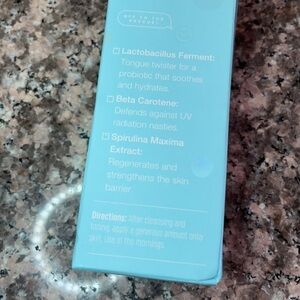 ☐ Lactobacillus Ferment:
Tongue twister for a
probiotic that soothes
and hydrates.
☐ Beta Carotene:
Defends against UV
radiation nasties.
☐ Spirulina Maxima
Extract:
Regenerates and
strengthens the skin
barrier.
Directions: After cleansing and
toning, apply a generous amount onto
skin, use in the mornings.